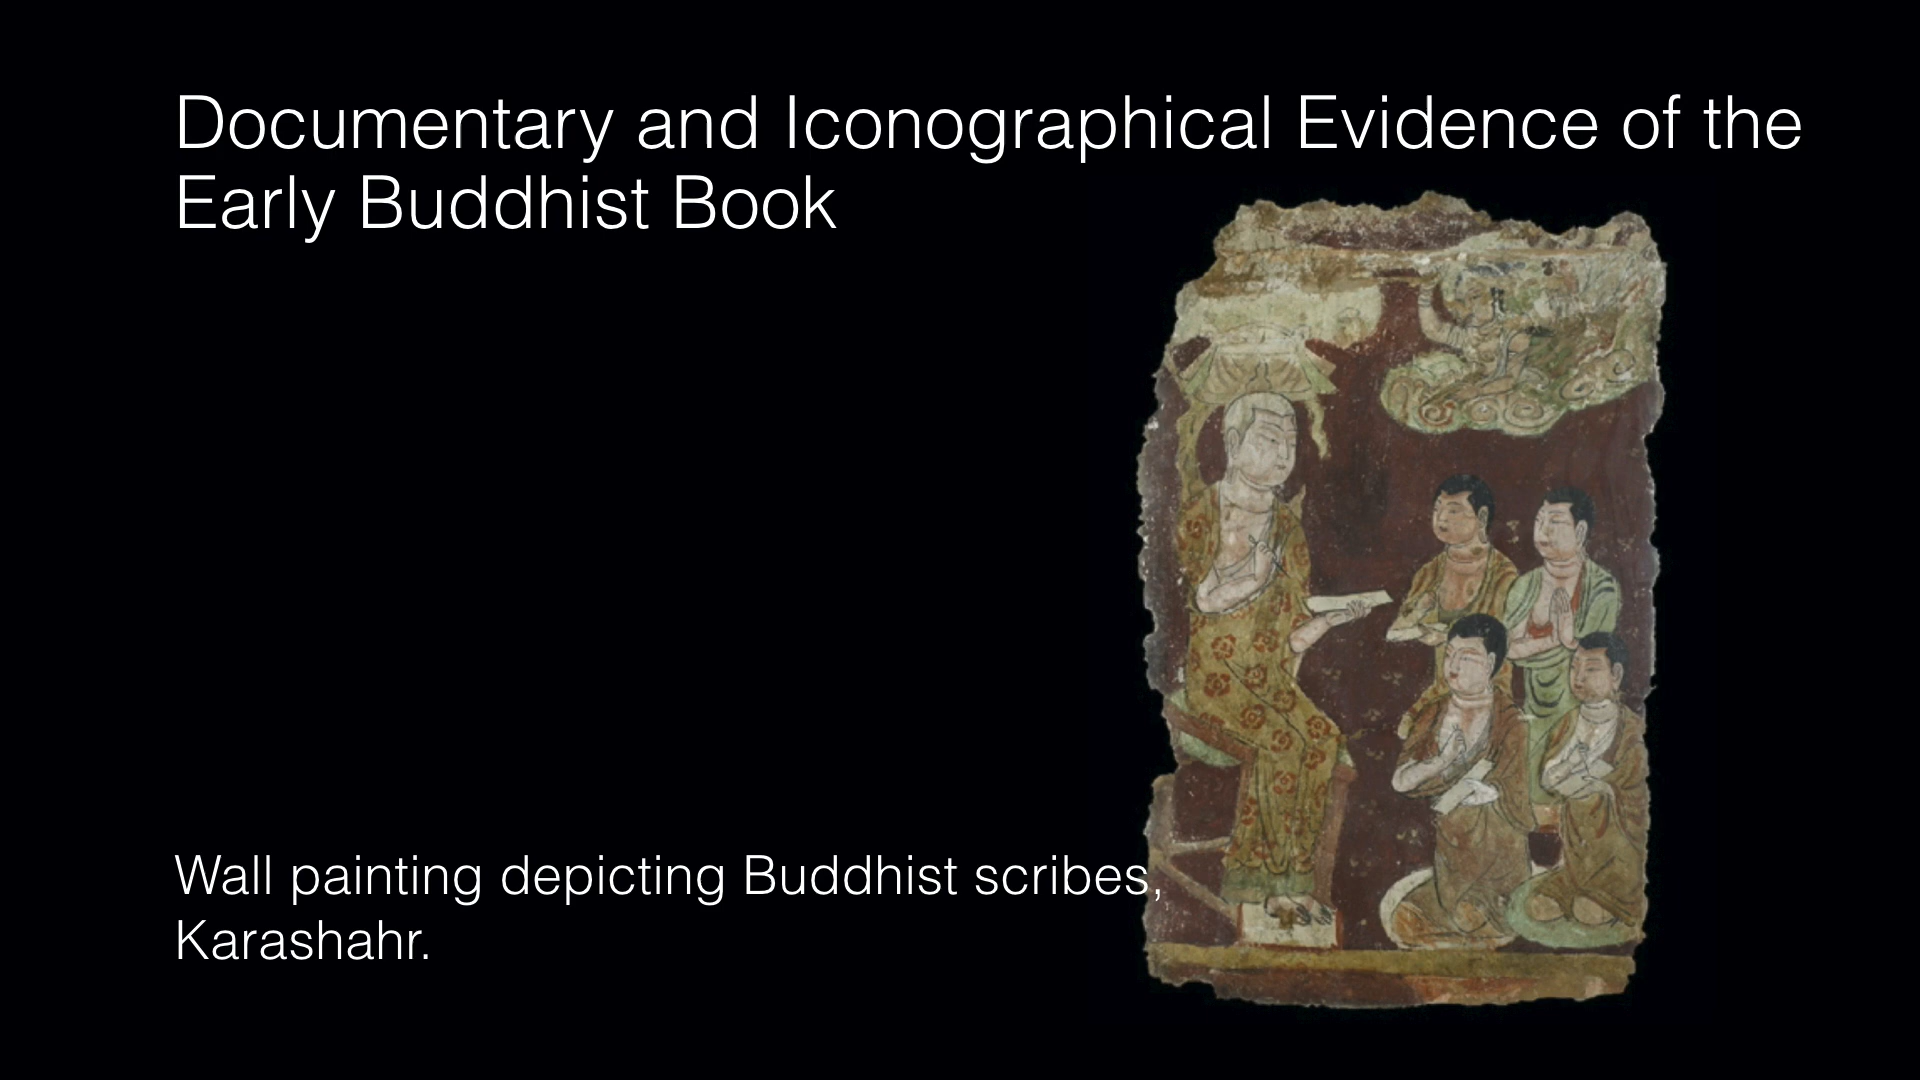 Documentary and Iconographical Evidence of the
Early Buddhist Book
Wall painting depicting Buddhist scribes,
Karashahr.